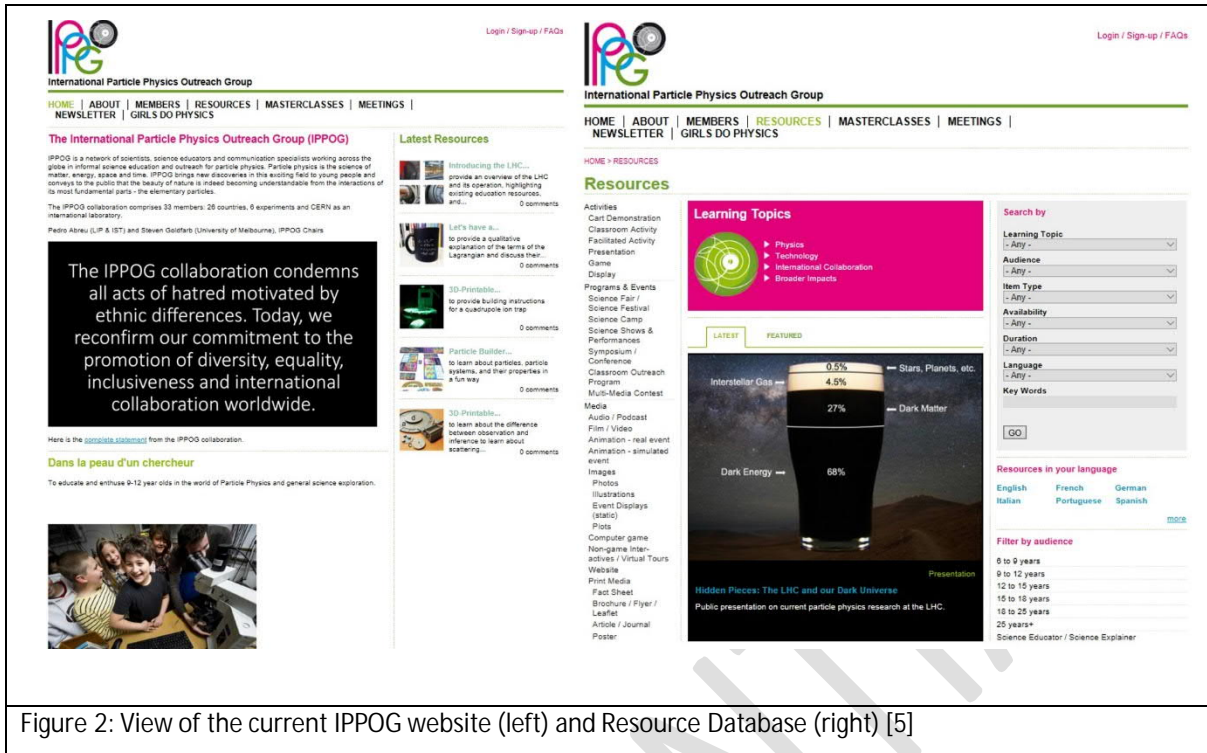 IPPOG
Login / Sign-up / FAQs
International Particle Physics Outreach Group
HOME | ABOUT | MEMBERS | RESOURCES | MASTERCLASSES | MEETINGS |
NEWSLETTER | GIRLS DO PHYSICS
The International Particle Physics Outreach Group (IPPOG)
IPPOG is a network of scientists, science educators and communication specialists working across the
globe in informal science education and outreach for particle physics. Particle physics is the science of
matter, energy, space and time. IPPOG brings new discoveries in this exciting field to young people and
conveys to the public that the beauty of nature is indeed becoming understandable from the interactions of
its most fundamental parts - the elementary particles.
The IPPOG collaboration comprises 33 members: 26 countries, 6 experiments and CERN as an
international laboratory.
Pedro Abreu (LIP & IST) and Steven Goldfarb (University of Melbourne), IPPOG Chairs
The IPPOG collaboration condemns
all acts of hatred motivated by
ethnic differences. Today, we
reconfirm our commitment to the
promotion of diversity, equality,
inclusiveness and international
collaboration worldwide.
Here is the complete statement from the IPPOG collaboration.
Dans la peau d'un chercheur
To educate and enthuse 9-12 year olds in the world of Particle Physics and general science exploration.
Latest Resources
Introducing the LHC...
provide an overview of the LHC
and its operation, highlighting
existing education resources,
and...
0 comments
Let's have a...
to provide a qualitative
explanation of the terms of the
Lagrangian and discuss their...
0 comments
3D-Printable...
to provide building instructions
for a quadrupole ion trap
0 comments
Particle Builder...
to learn about particles, particle
systems, and their properties in
a fun way
0 comments
3D-Printable...
to learn about the difference
between observation and
inference to learn about
scattering...
0 comments
IPPOG
Login / Sign-up / FAQs
International Particle Physics Outreach Group
HOME | ABOUT | MEMBERS | RESOURCES | MASTERCLASSES | MEETINGS |
NEWSLETTER | GIRLS DO PHYSICS
HOME > RESOURCES
Resources
Activities
Cart Demonstration
Classroom Activity
Facilitated Activity
Presentation
Game
Display
Programs & Events
Science Fair /
Science Festival
Science Camp
Science Shows &
Performances
Symposium /
Conference
Classroom Outreach
Program
Multi-Media Contest
Media
Audio / Podcast
Film / Video
Animation - real event
Animation - simulated
event
Images
Photos
Illustrations
Event Displays
(static)
Plots
Computer game
Non-game Inter-
actives / Virtual Tours
Website
Print Media
Fact Sheet
Brochure / Flyer /
Leaflet
Article / Journal
Poster
Learning Topics
Physics
Technology
International Collaboration
Broader Impacts
LATEST
FEATURED
0.5%
Stars, Planets, etc.
Interstellar Gas
4.5%
27%
Dark Matter
Dark Energy
68%
Presentation
Hidden Pieces: The LHC and our Dark Universe
Public presentation on current particle physics research at the LHC.
Search by
Learning Topic
- Any -
Audience
- Any -
Item Type
- Any -
Availability
- Any -
Duration
- Any -
Language
- Any -
Key Words
GO
Resources in your language
English French German
Italian Portuguese Spanish
more
Filter by audience
6 to 9 years
9 to 12 years
12 to 15 years
15 to 18 years
18 to 25 years
25 years+
Science Educator / Science Explainer
Figure 2: View of the current IPPOG website (left) and Resource Database (right) [5]